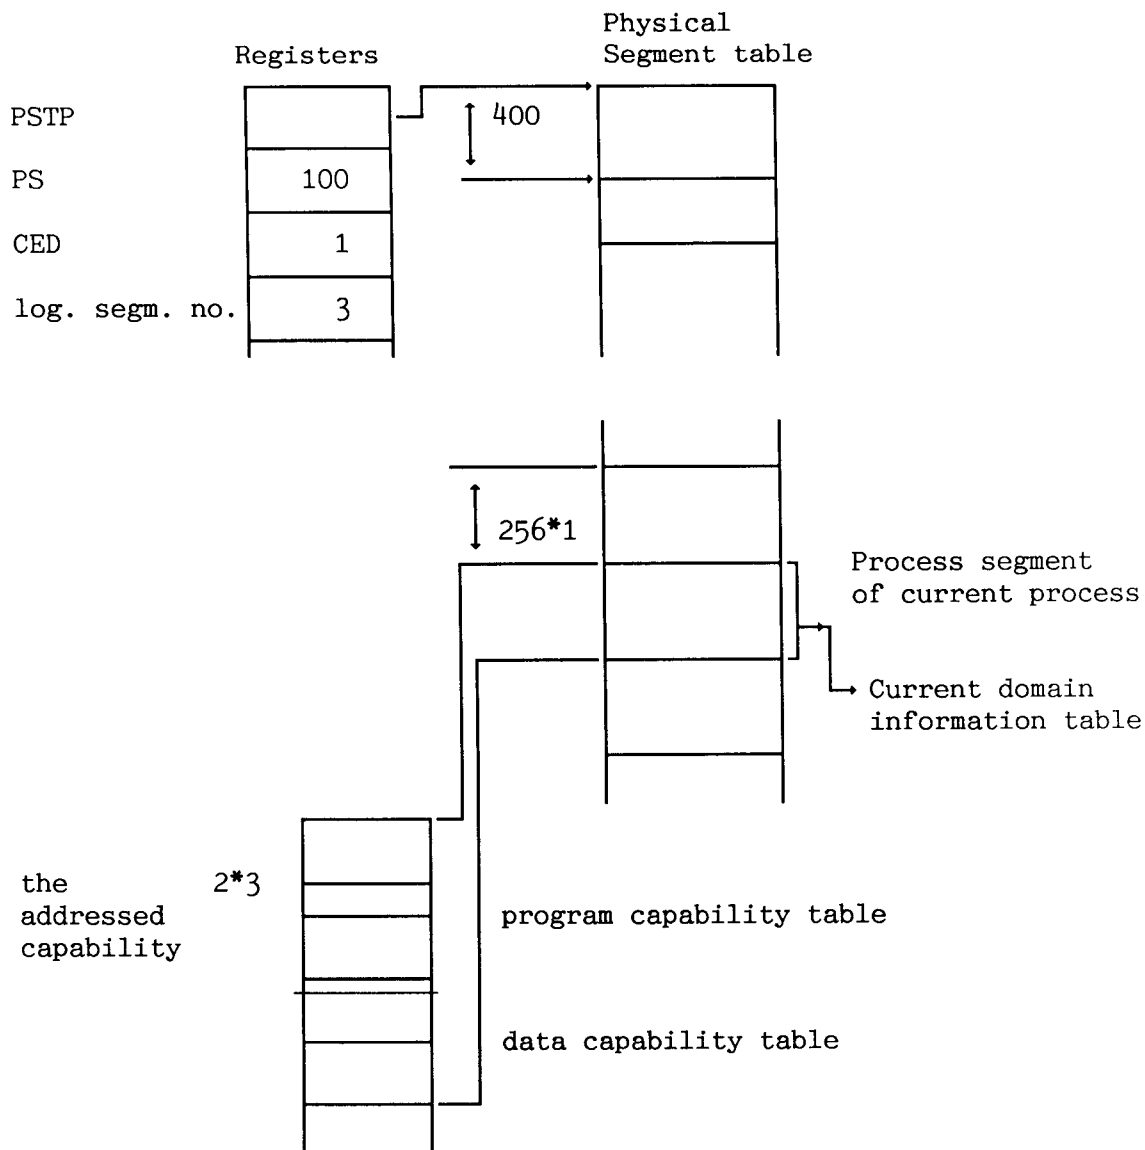 Physical
Registers
Segment table
PSTP
400
PS
100
CED
1
log. segm. no.
3
256*1
Process segment
of current process
Current domain
information table
the
2*3
addressed
program capability table
capability
data capability table